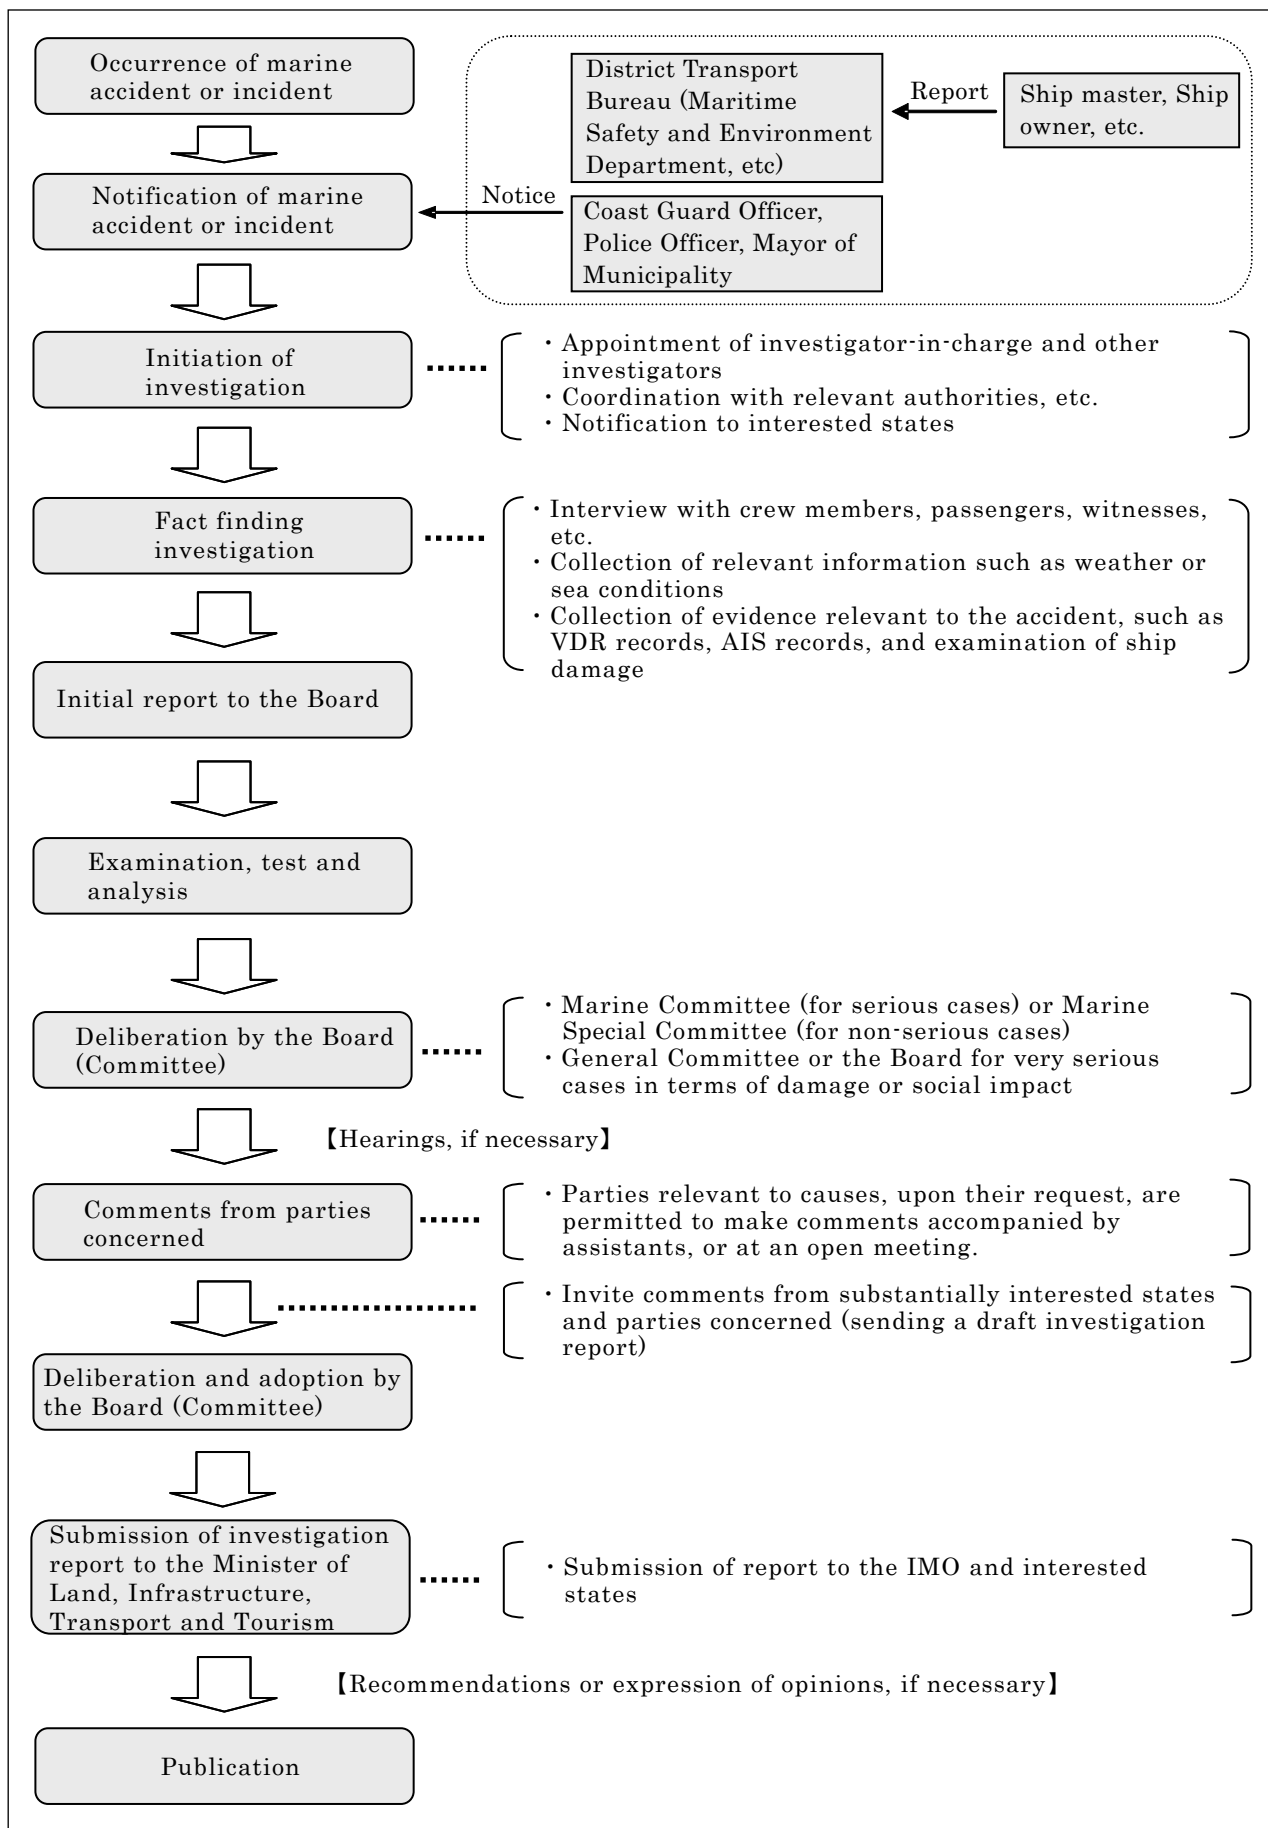 Occurrence of marine
accident or incident
District Transport
Bureau (Maritime
Safety and Environment
Department, etc)
Report
Ship master, Ship
owner, etc.
Notification of marine
accident or incident
Notice
Coast Guard Officer,
Police Officer, Mayor of
Municipality
Initiation of
investigation
・Appointment of investigator-in-charge and other
investigators
・Coordination with relevant authorities, etc.
・Notification to interested states
Fact finding
investigation
・Interview with crew members, passengers, witnesses,
etc.
・Collection of relevant information such as weather or
sea conditions
・Collection of evidence relevant to the accident, such as
VDR records, AIS records, and examination of ship
damage
Initial report to the Board
Examination, test and
analysis
Deliberation by the Board
(Committee)
・Marine Committee (for serious cases) or Marine
Special Committee (for non-serious cases)
・General Committee or the Board for very serious
cases in terms of damage or social impact
【Hearings, if necessary】
Comments from parties
concerned
・Parties relevant to causes, upon their request, are
permitted to make comments accompanied by
assistants, or at an open meeting.
・Invite comments from substantially interested states
and parties concerned (sending a draft investigation
report)
Deliberation and adoption by
the Board (Committee)
Submission of investigation
report to the Minister of
Land, Infrastructure,
Transport and Tourism
・Submission of report to the IMO and interested
states
【Recommendations or expression of opinions, if necessary】
Publication